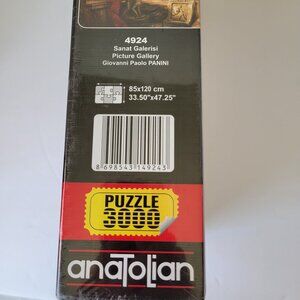 4924
Sanat Galerisi
Picture Gallery
Giovanni Paolo PANINI
85x120 cm
33.50"x47.25"
8 698543 149243
PUZZLE
3000
anaTolian